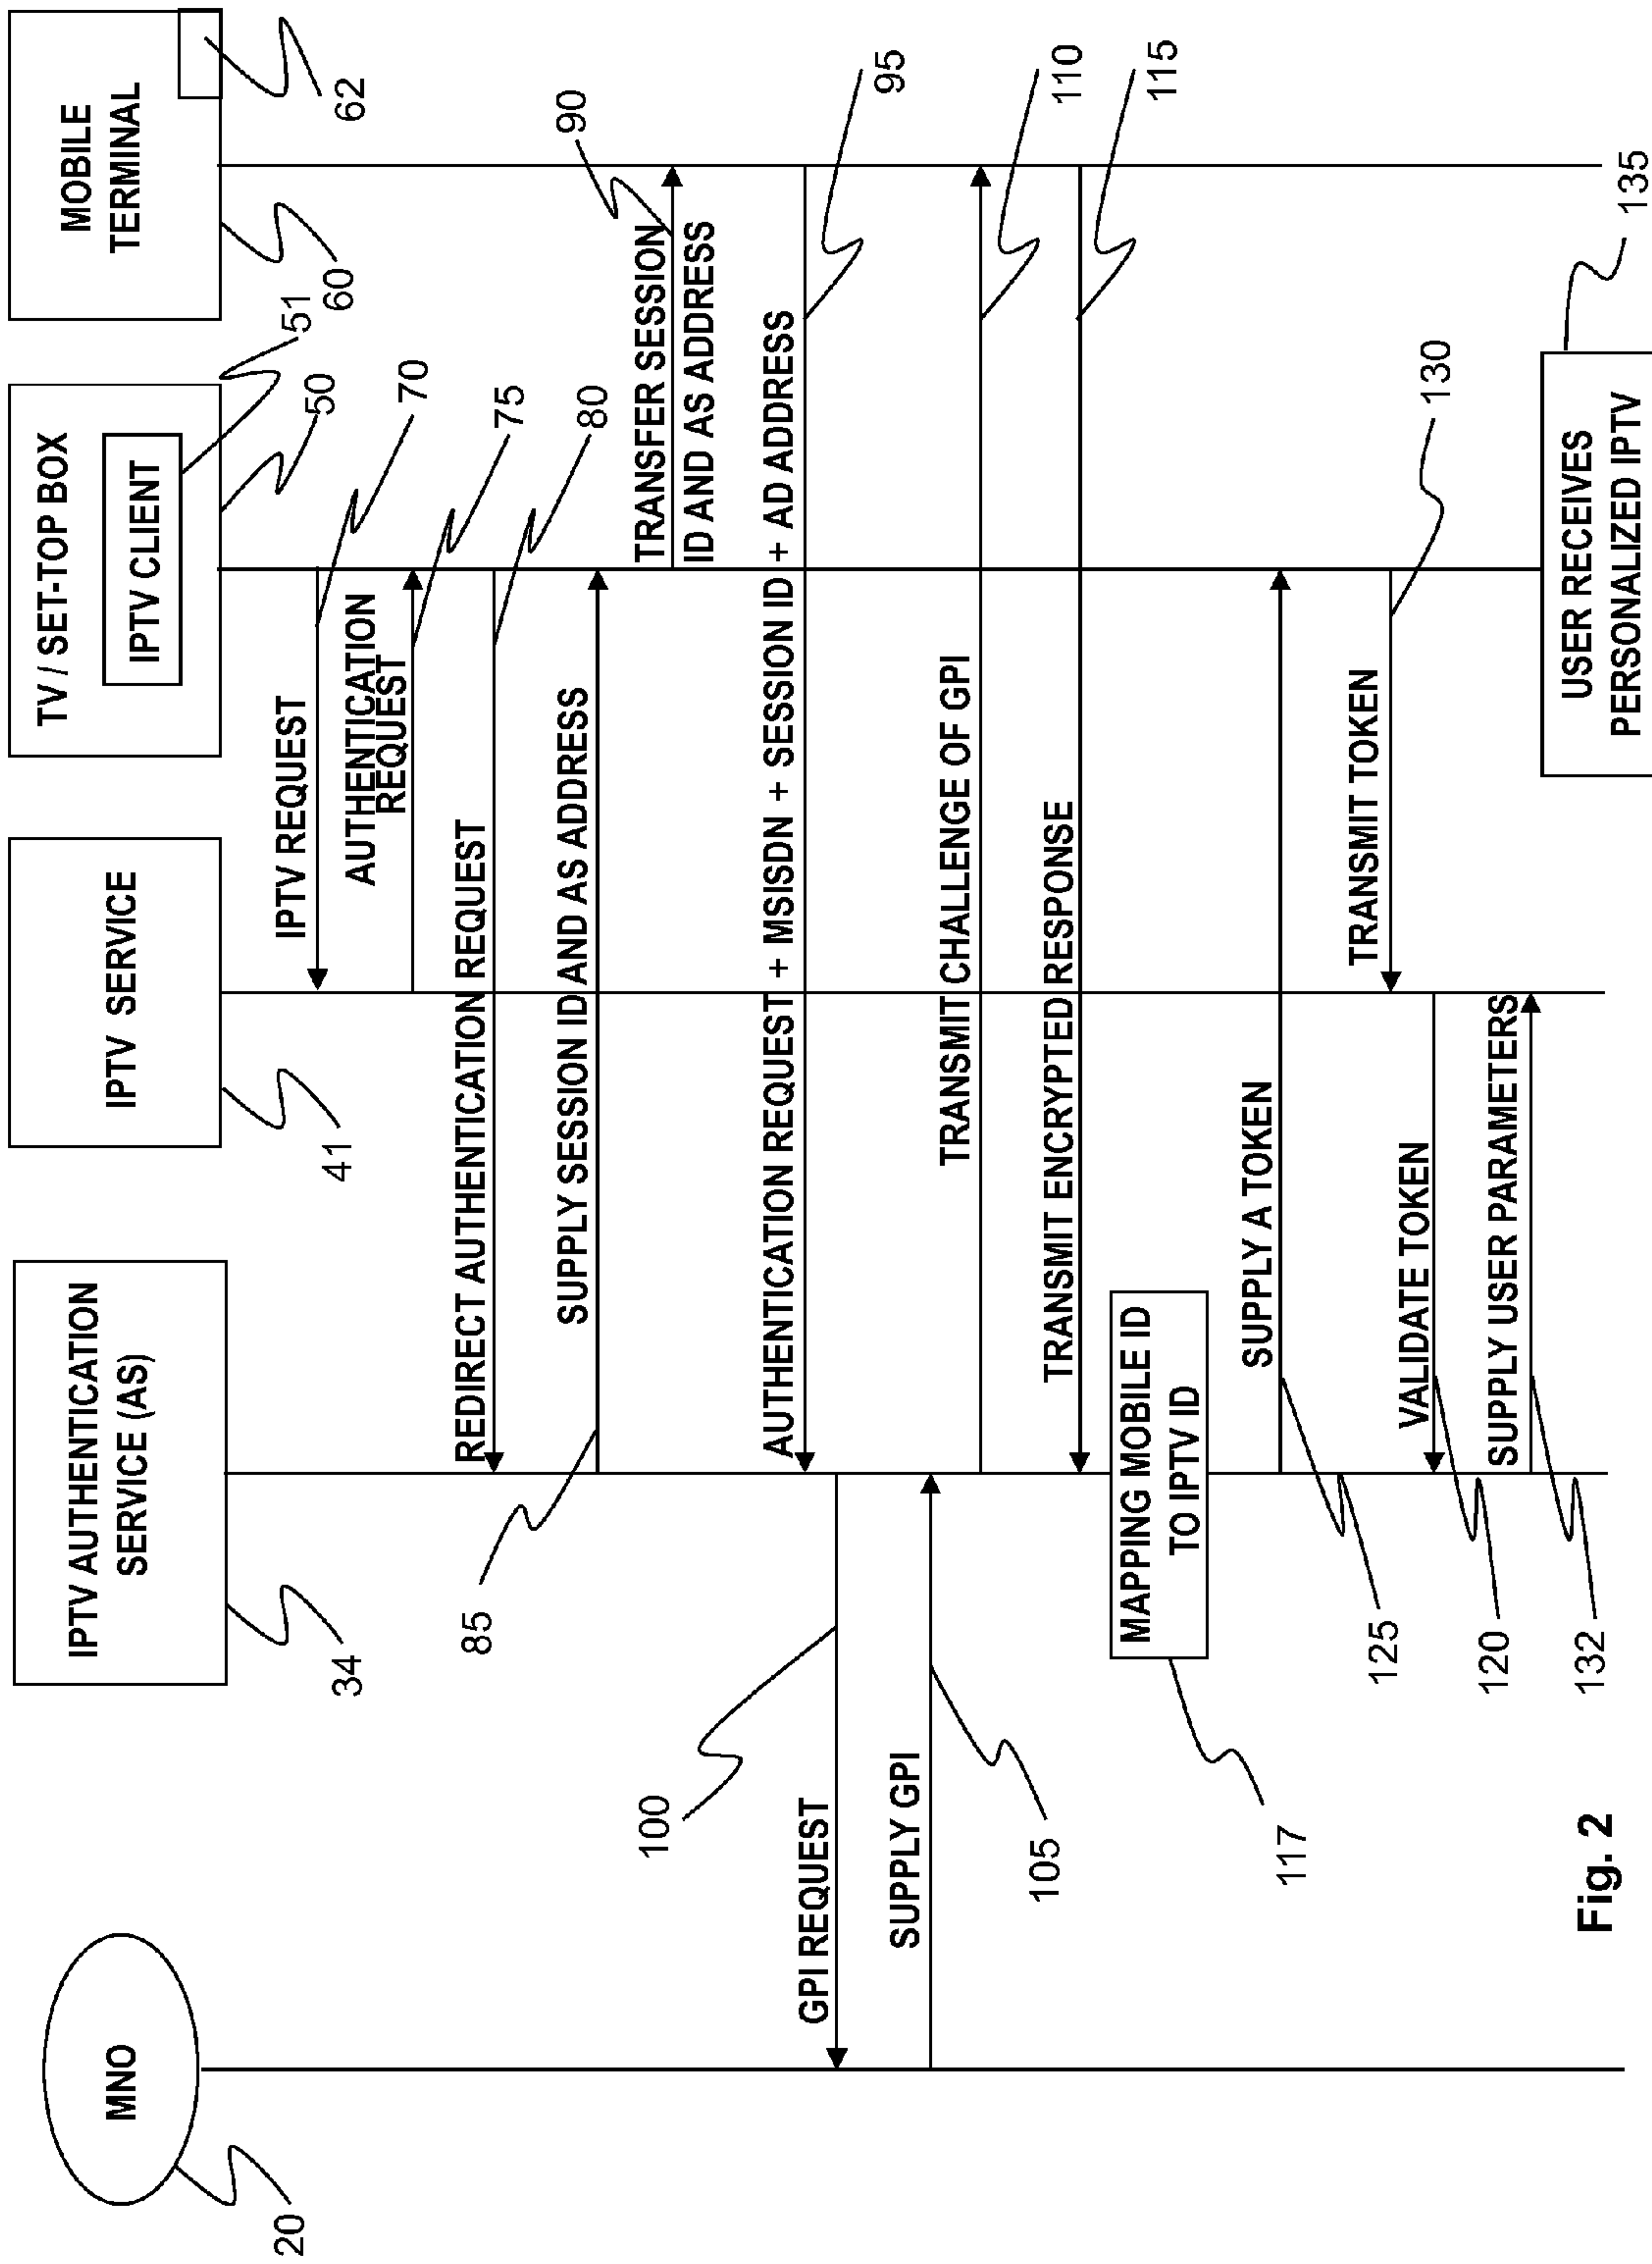 MNO
20
IPTV AUTHENTICATION
SERVICE (AS)
34
IPTV SERVICE
41
TV / SET-TOP BOX
IPTV CLIENT
51
50
MOBILE
TERMINAL
62
60
IPTV REQUEST
70
AUTHENTICATION
REQUEST
75
REDIRECT AUTHENTICATION REQUEST
80
SUPPLY SESSION ID AND AS ADDRESS
85
TRANSFER SESSION
ID AND AS ADDRESS
90
AUTHENTICATION REQUEST + MSISDN + SESSION ID + AD ADDRESS
95
GPI REQUEST
100
SUPPLY GPI
105
TRANSMIT CHALLENGE OF GPI
110
TRANSMIT ENCRYPTED RESPONSE
115
MAPPING MOBILE ID
TO IPTV ID
117
SUPPLY A TOKEN
125
TRANSMIT TOKEN
130
VALIDATE TOKEN
120
SUPPLY USER PARAMETERS
132
USER RECEIVES
PERSONALIZED IPTV
135
Fig. 2